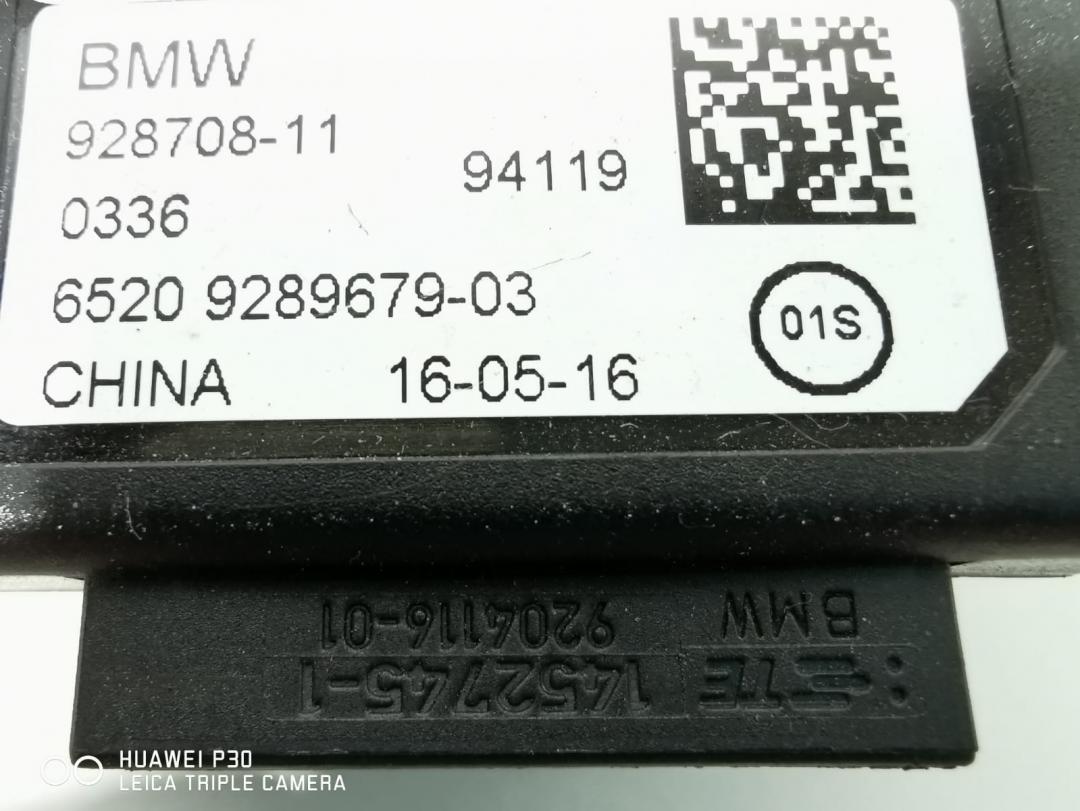 BMW
928708-11
94119
0336
6520 9289679-03
01S
CHINA 16-05-16
BMW
9204116-01
TE
1452745-1
HUAWEI P30
LEICA TRIPLE CAMERA